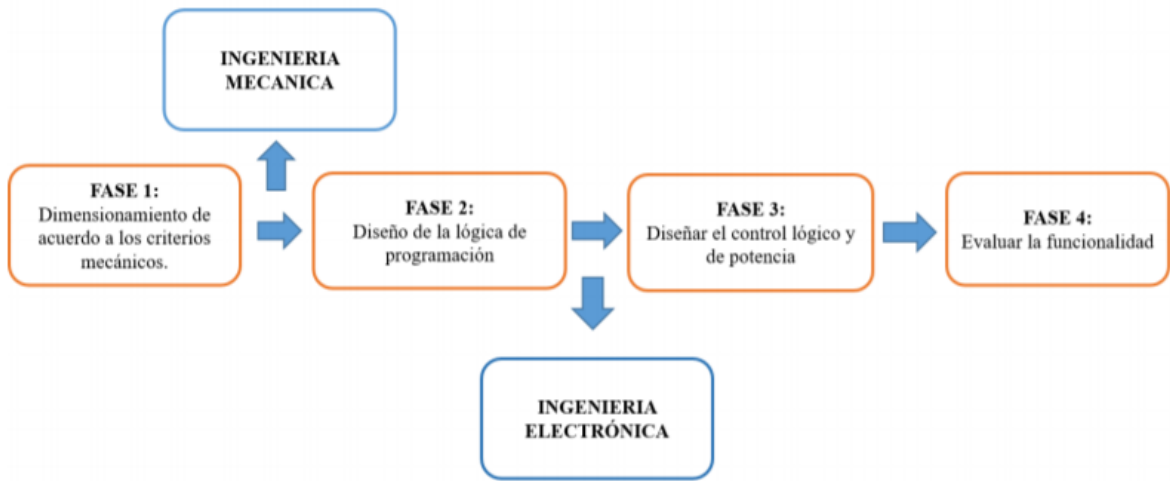 INGENIERIA
MECANICA
FASE 1:
Dimensionamiento de
acuerdo a los criterios
mecánicos.
FASE 2:
Diseño de la lógica de
programación
FASE 3:
Diseñar el control lógico y
de potencia
FASE 4:
Evaluar la funcionalidad
INGENIERIA
ELECTRÓNICA